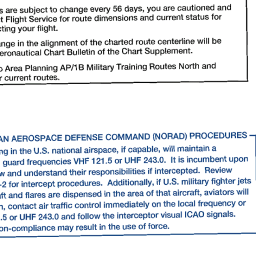 s are subject to change every 56 days, you are cautioned and
t Flight Service for route dimensions and current status for
cting your flight.
nge in the alignment of the charted route centerline will be
eronautical Chart Bulletin of the Chart Supplement.
o Area Planning AP/1B Military Training Routes North and
r current routes.
AN AEROSPACE DEFENSE COMMAND (NORAD) PROCEDURES
ng in the U.S. national airspace, if capable, will maintain a
guard frequencies VHF 121.5 or UHF 243.0. It is incumbent upon
w and understand their responsibilities if intercepted. Review
-2 for intercept procedures. Additionally, if U.S. military fighter jets
ft and flares are dispensed in the area of that aircraft, aviators will
n, contact air traffic control immediately on the local frequency or
.5 or UHF 243.0 and follow the interceptor visual ICAO signals.
on-compliance may result in the use of force.